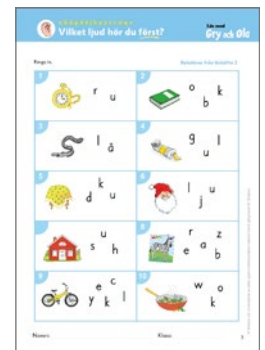 Vilket ljud hör du först?
Läs med
Gry och Ole
Ringa in.
1
r u
2
o k
b
3
l
å
4
g l
u
5
k
d u
6
l
j u
7
u
s h
8
r z
e a b
9
e c
y k l
10
w o
k
Namn:
Klass: